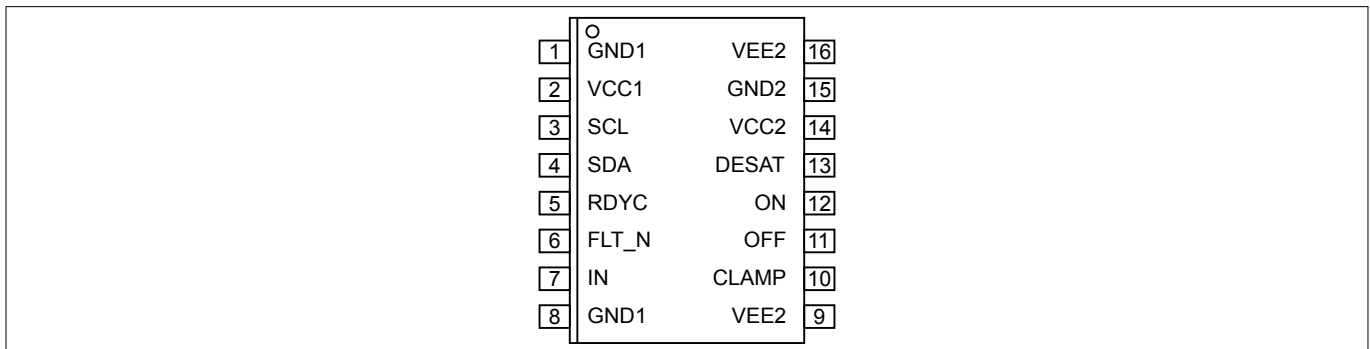 1 GND1 VEE2 16
2 VCC1 GND2 15
3 SCL VCC2 14
4 SDA DESAT 13
5 RDYC ON 12
6 FLT_N OFF 11
7 IN CLAMP 10
8 GND1 VEE2 9